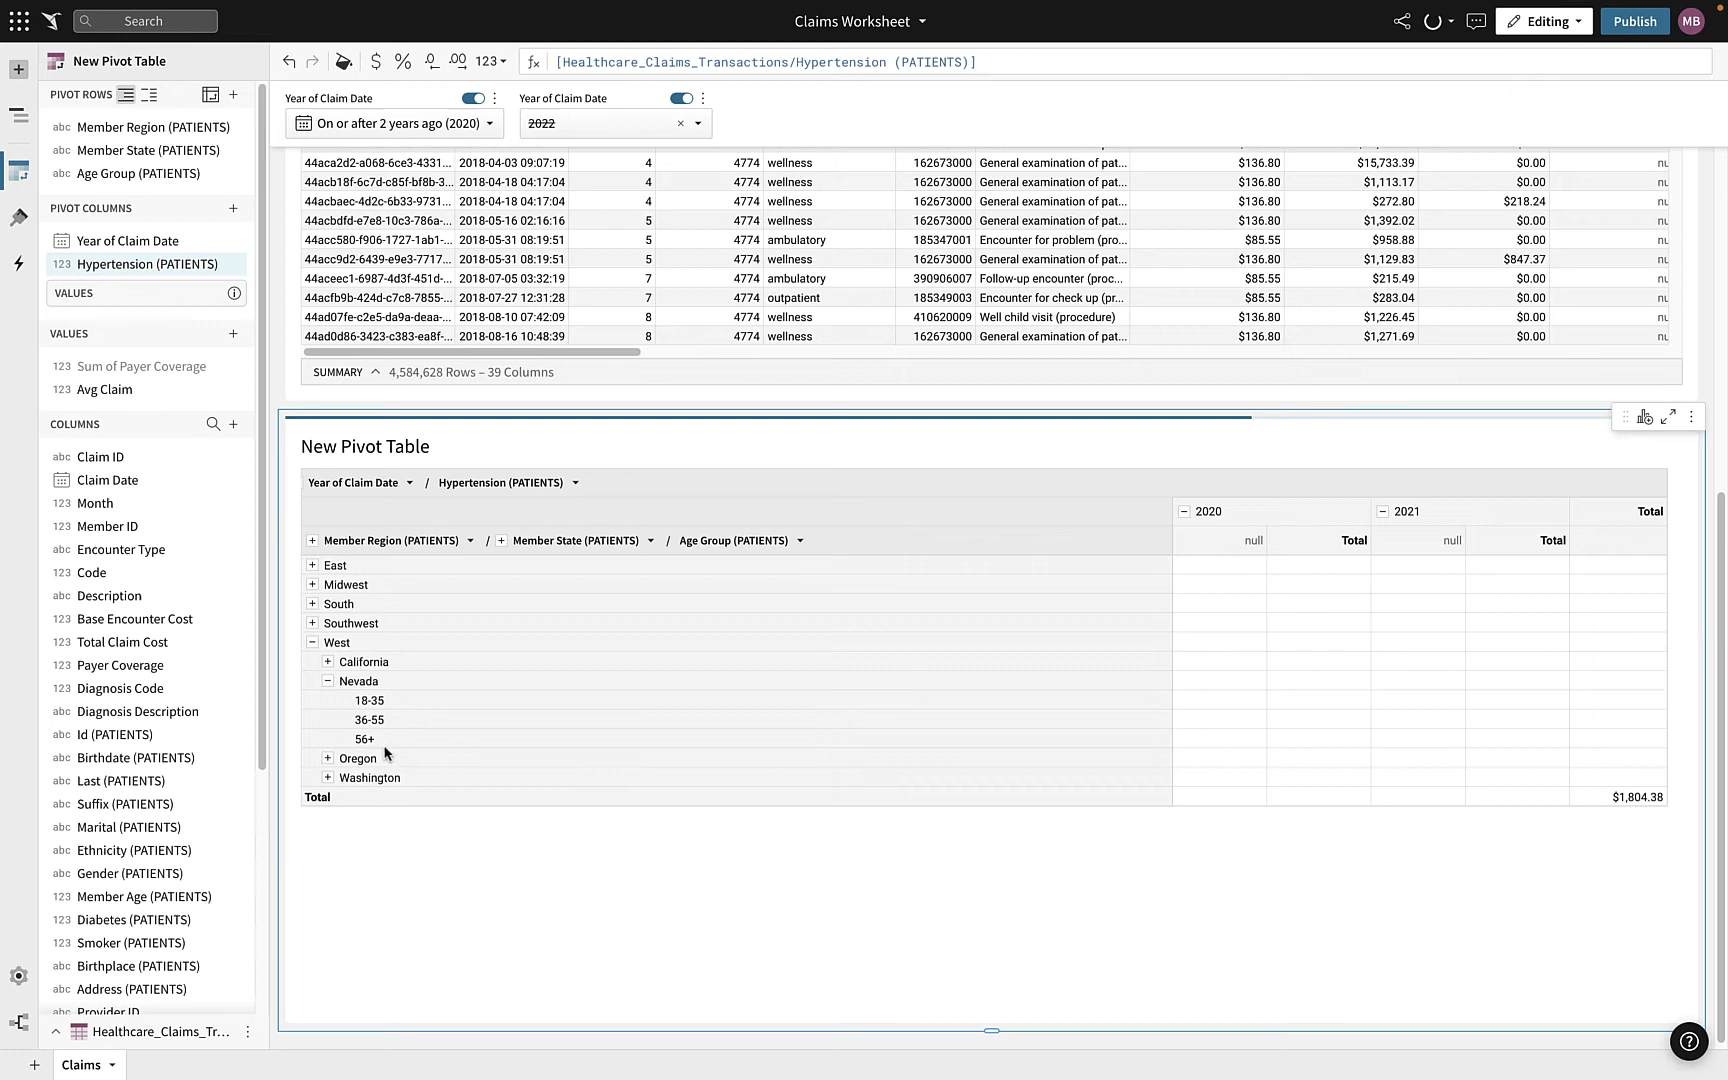 Search
Claims Worksheet
Editing
Publish
MB
New Pivot Table
$ % .0 .00 123
fx [Healthcare_Claims_Transactions/Hypertension (PATIENTS)]
PIVOT ROWS
abc Member Region (PATIENTS)
abc Member State (PATIENTS)
abc Age Group (PATIENTS)
PIVOT COLUMNS
Year of Claim Date
123 Hypertension (PATIENTS)
VALUES
VALUES
123 Sum of Payer Coverage
123 Avg Claim
COLUMNS
abc Claim ID
Claim Date
123 Month
123 Member ID
abc Encounter Type
123 Code
abc Description
123 Base Encounter Cost
123 Total Claim Cost
123 Payer Coverage
123 Diagnosis Code
abc Diagnosis Description
abc Id (PATIENTS)
abc Birthdate (PATIENTS)
abc Last (PATIENTS)
abc Suffix (PATIENTS)
abc Marital (PATIENTS)
abc Ethnicity (PATIENTS)
abc Gender (PATIENTS)
123 Member Age (PATIENTS)
123 Diabetes (PATIENTS)
123 Smoker (PATIENTS)
abc Birthplace (PATIENTS)
abc Address (PATIENTS)
abc Provider ID
Healthcare_Claims_Tr...
Year of Claim Date
On or after 2 years ago (2020)
Year of Claim Date
2022
44aca2d2-a068-6ce3-4331... 2018-04-03 09:07:19 4 4774 wellness 162673000 General examination of pat... $136.80 $15,733.39 $0.00 nu
44acb18f-6c7d-c85f-bf8b-3... 2018-04-18 04:17:04 4 4774 wellness 162673000 General examination of pat... $136.80 $1,113.17 $0.00 nu
44acbaec-4d2c-6b33-9731... 2018-04-18 04:17:04 4 4774 wellness 162673000 General examination of pat... $136.80 $272.80 $218.24 nu
44acbdfd-e7e8-10c3-786a-... 2018-05-16 02:16:16 5 4774 wellness 162673000 General examination of pat... $136.80 $1,392.02 $0.00 nu
44acc580-f906-1727-1ab1-... 2018-05-31 08:19:51 5 4774 ambulatory 185347001 Encounter for problem (pro... $85.55 $958.88 $0.00 nu
44acc9d2-6439-e9e3-7717... 2018-05-31 08:19:51 5 4774 wellness 162673000 General examination of pat... $136.80 $1,129.83 $847.37 nu
44aceec1-6987-4d3f-451d-... 2018-07-05 03:32:19 7 4774 ambulatory 390906007 Follow-up encounter (proc... $85.55 $215.49 $0.00 nu
44acfb9b-424d-c7c8-7855-... 2018-07-27 12:31:28 7 4774 outpatient 185349003 Encounter for check up (pr... $85.55 $283.04 $0.00 nu
44ad07fe-c2e5-da9a-deaa-... 2018-08-10 07:42:09 8 4774 wellness 410620009 Well child visit (procedure) $136.80 $1,226.45 $0.00 nu
44ad0d86-3423-c383-ea8f-... 2018-08-16 10:48:39 8 4774 wellness 162673000 General examination of pat... $136.80 $1,271.69 $0.00 nu
SUMMARY 4,584,628 Rows – 39 Columns
New Pivot Table
Year of Claim Date / Hypertension (PATIENTS)
2020 2021 Total
Member Region (PATIENTS) / Member State (PATIENTS) / Age Group (PATIENTS) null Total null Total
East
Midwest
South
Southwest
West
California
Nevada
18-35
36-55
56+
Oregon
Washington
Total $1,804.38
Claims